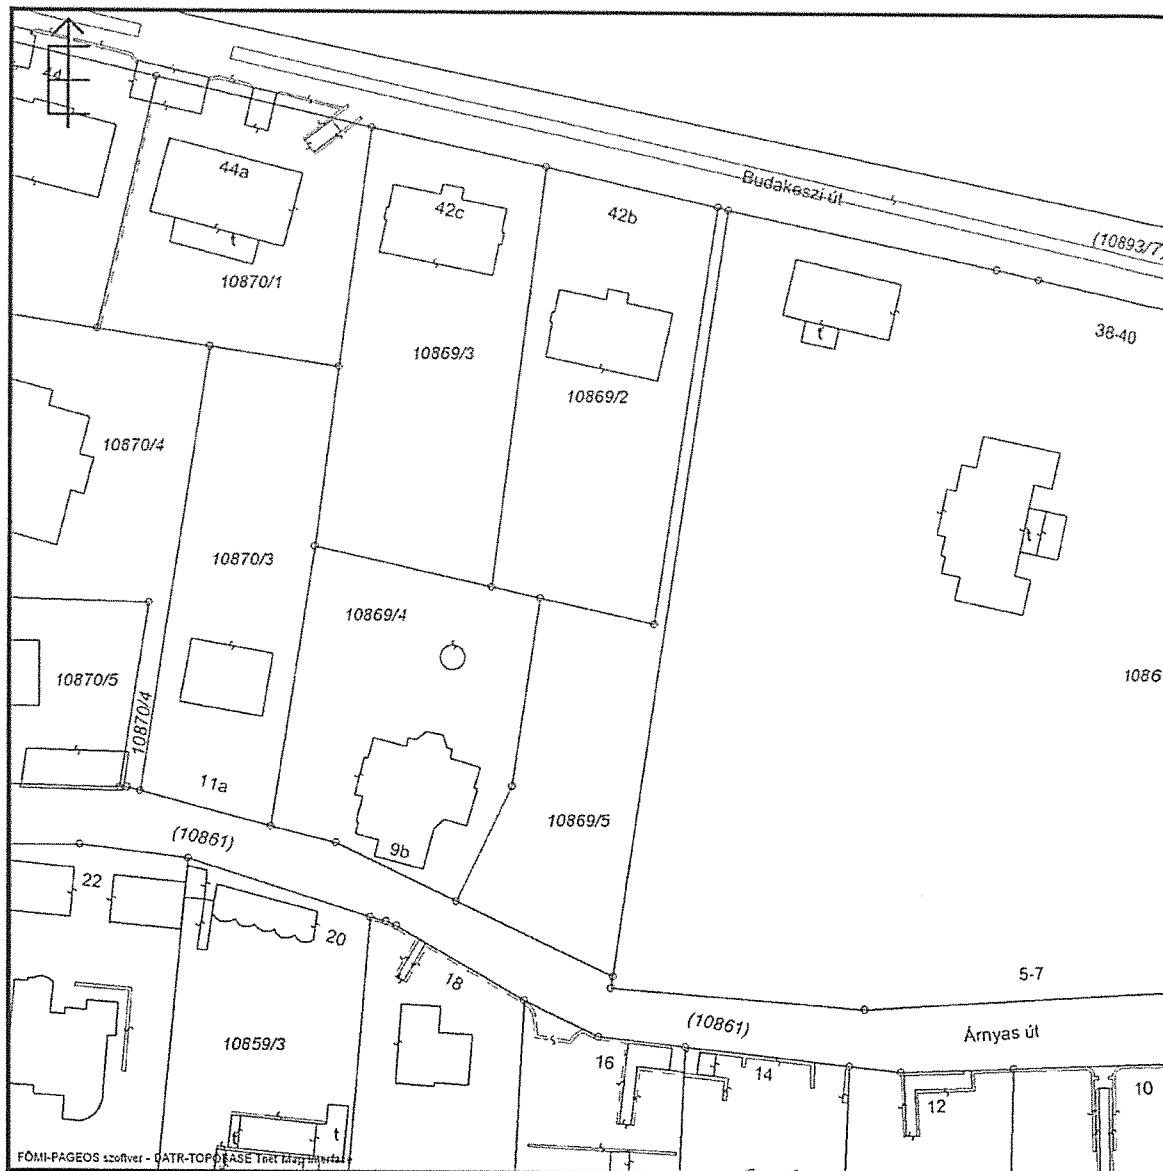 44a
42c
42b
Budakeszi út
(10893/7)
t
10870/1
38-40
10869/3
t
10869/2
10870/4
t
10870/3
10869/4
10870/5
1086
10870/4
11a
10869/5
(10861)
9b
22
20
18
5-7
(10861)
Árnyas út
10859/3
16
14
12
10
t
t
FÖMI-PAGEOS szoftver - DATR-TOPOBASE